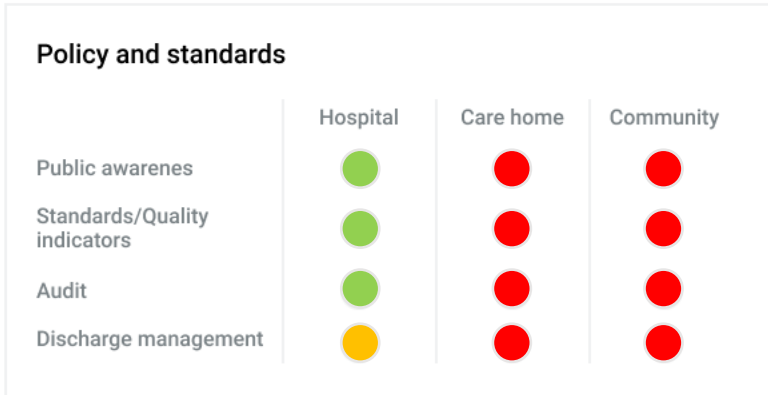 Policy and standards
Hospital Care home Community
Public awarenes
Standards/Quality
indicators
Audit
Discharge management